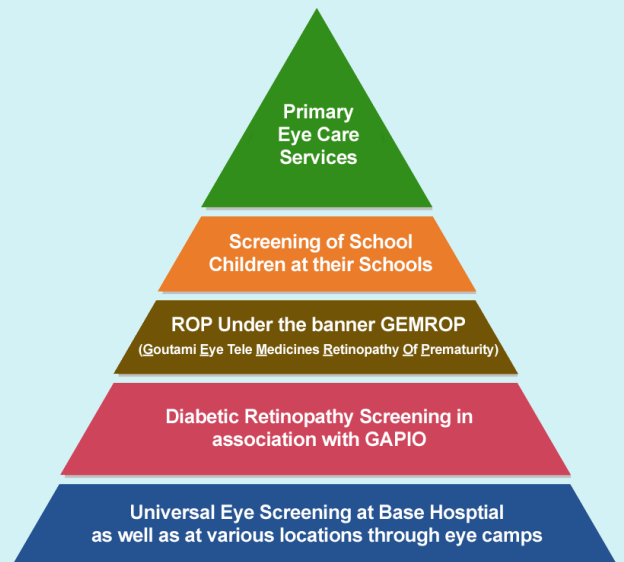 Primary
Eye Care
Services
Screening of School
Children at their Schools
ROP Under the banner GEMROP
(Goutami Eye Tele Medicines Retinopathy Of Prematurity)
Diabetic Retinopathy Screening in
association with GAPIO
Universal Eye Screening at Base Hosptial
as well as at various locations through eye camps